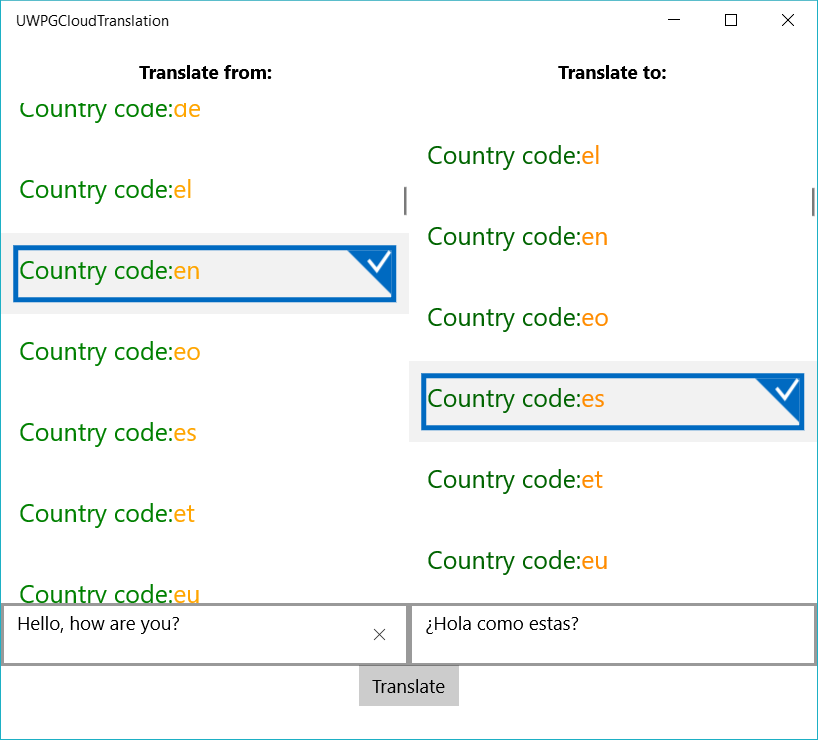 UWPGCloudTranslation
Translate from:
Country code:de
Country code:el
Country code:en
Country code:eo
Country code:es
Country code:et
Country code:eu
Hello, how are you?
Translate to:
Country code:el
Country code:en
Country code:eo
Country code:es
Country code:et
Country code:eu
¿Hola como estas?
Translate